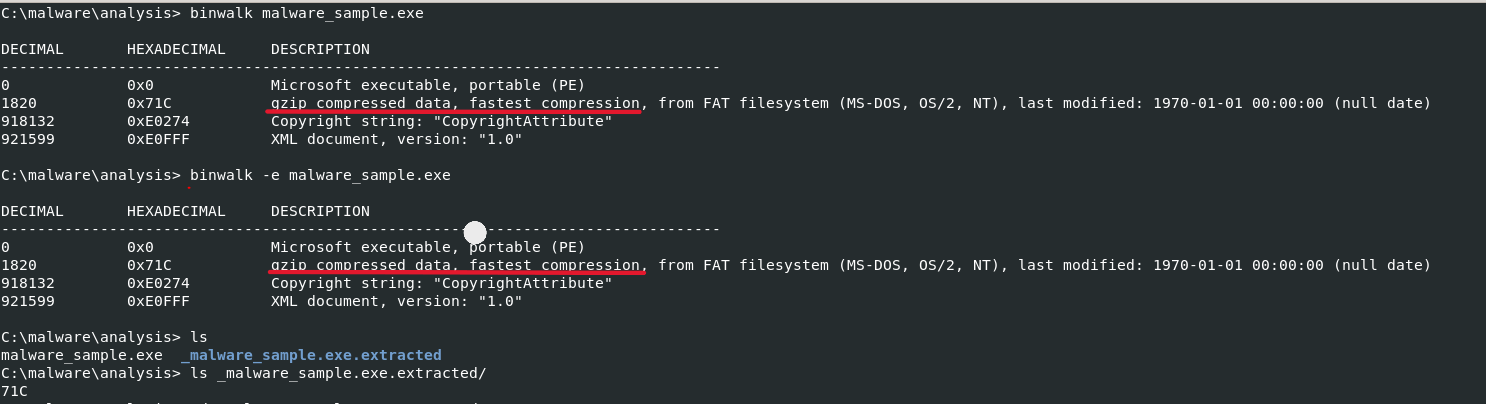 C:\malware\analysis> binwalk malware_sample.exe
DECIMAL HEXADECIMAL DESCRIPTION
--------------------------------------------------------------------------------
0 0x0 Microsoft executable, portable (PE)
1820 0x71C gzip compressed data, fastest compression, from FAT filesystem (MS-DOS, OS/2, NT), last modified: 1970-01-01 00:00:00 (null date)
918132 0xE0274 Copyright string: "CopyrightAttribute"
921599 0xE0FFF XML document, version: "1.0"
C:\malware\analysis> binwalk -e malware_sample.exe
DECIMAL HEXADECIMAL DESCRIPTION
--------------------------------------------------------------------------------
0 0x0 Microsoft executable, portable (PE)
1820 0x71C gzip compressed data, fastest compression, from FAT filesystem (MS-DOS, OS/2, NT), last modified: 1970-01-01 00:00:00 (null date)
918132 0xE0274 Copyright string: "CopyrightAttribute"
921599 0xE0FFF XML document, version: "1.0"
C:\malware\analysis> ls
malware_sample.exe _malware_sample.exe.extracted
C:\malware\analysis> ls _malware_sample.exe.extracted/
71C